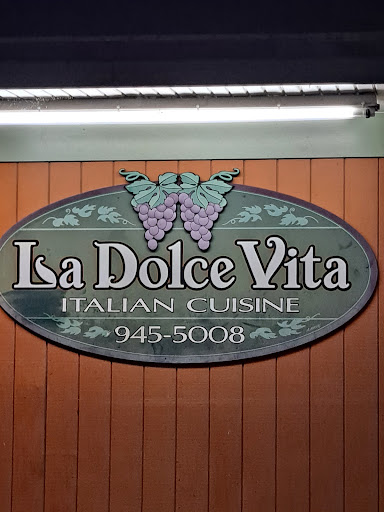 La Dolce Vita
ITALIAN CUISINE
945-5008